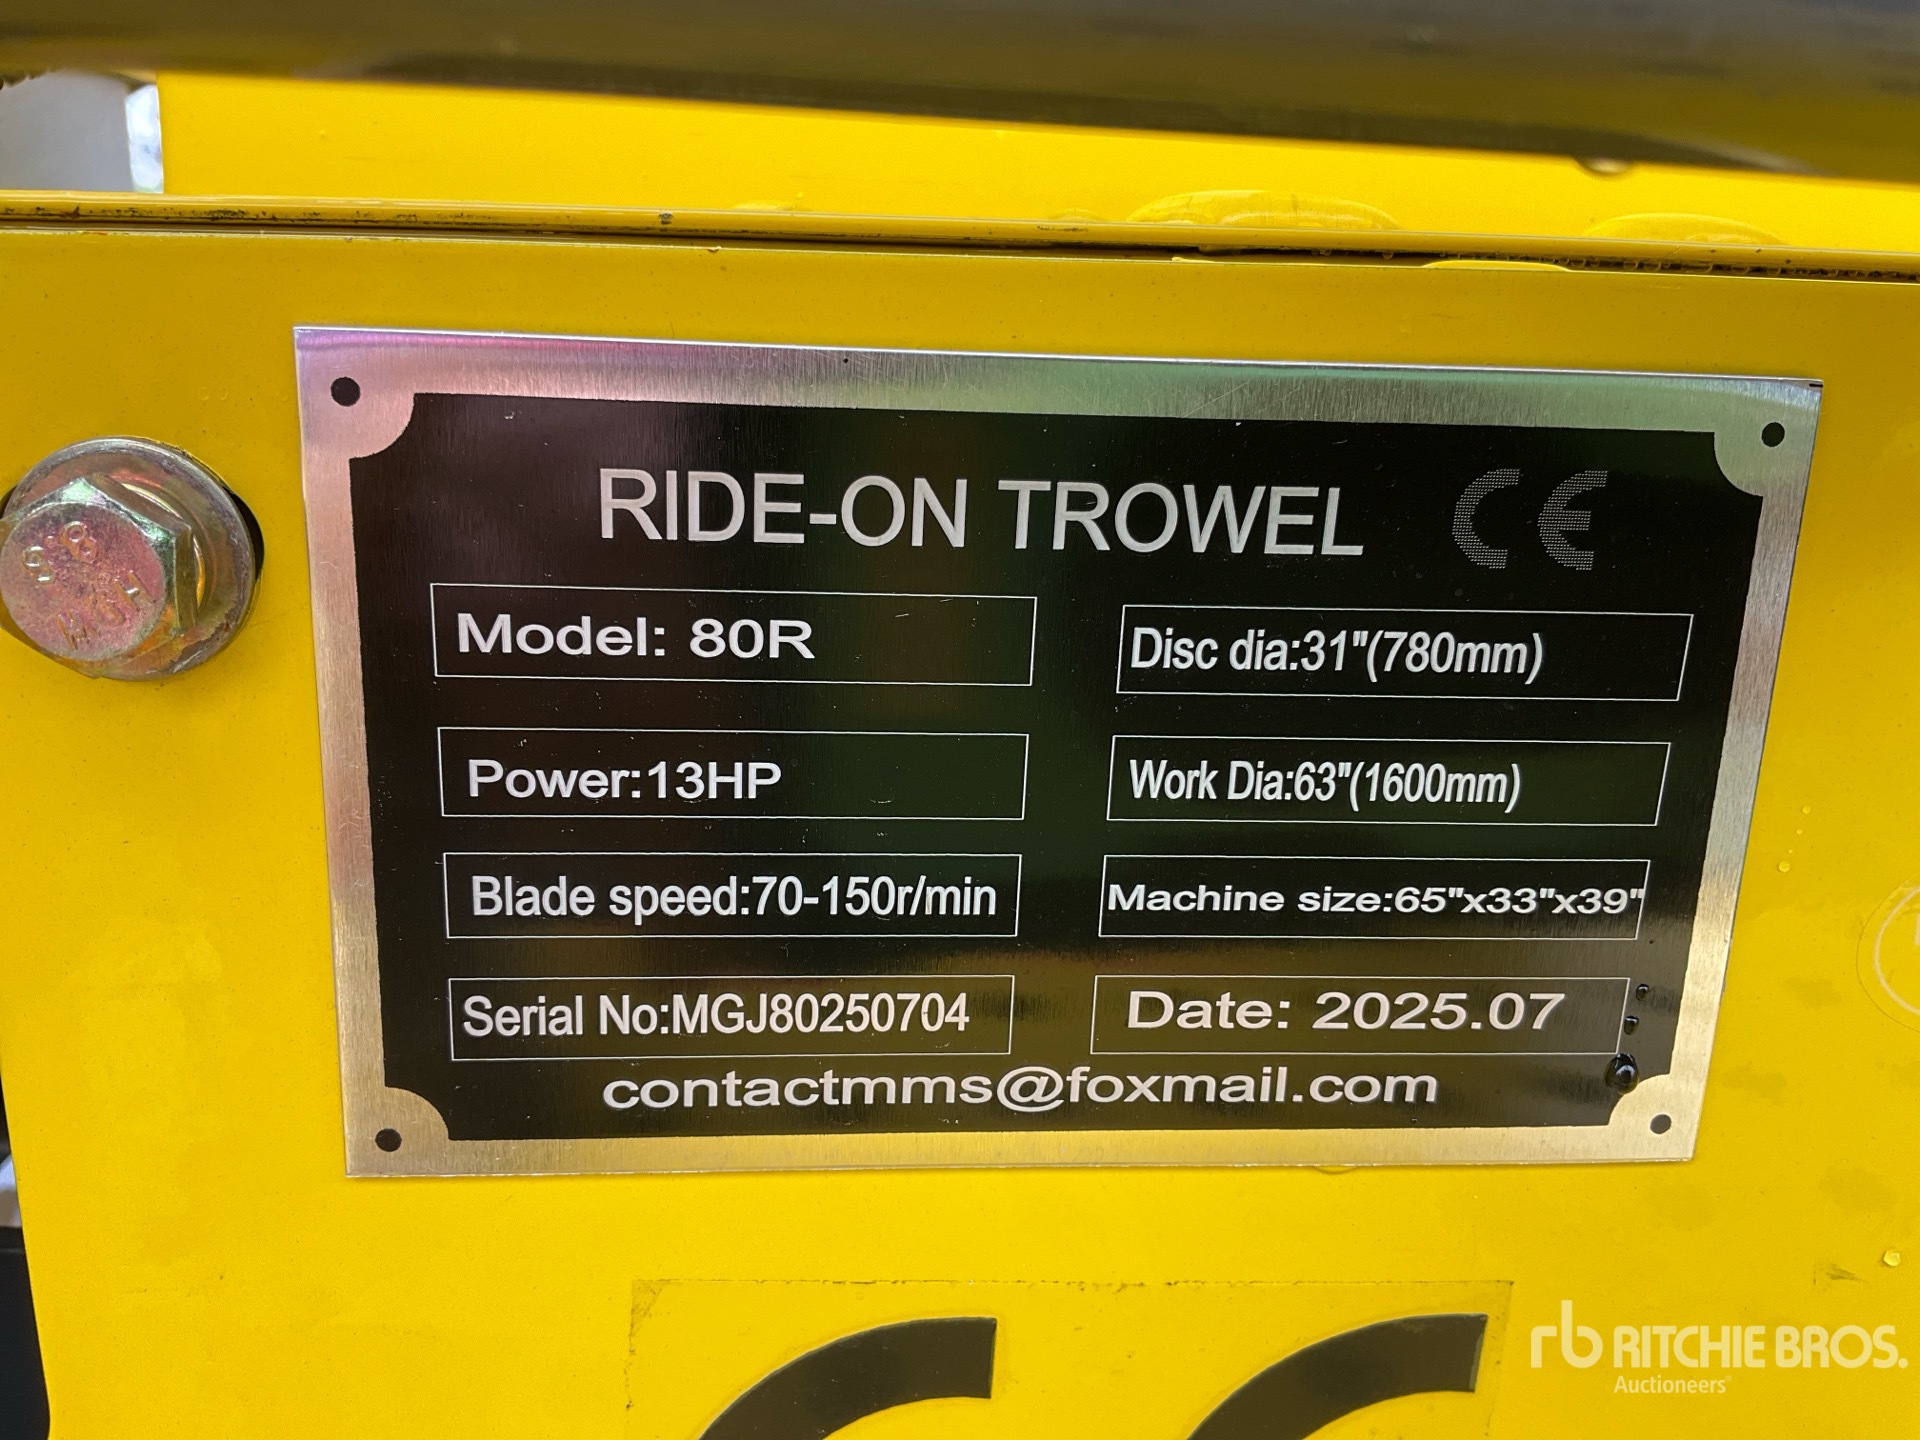 RIDE-ON TROWEL CE
Model: 80R
Disc dia:31"(780mm)
Power:13HP
Work Dia:63"(1600mm)
Blade speed:70-150r/min
Machine size:65"x33"x39"
Serial No:MGJ80250704
Date: 2025.07
contactmms@foxmail.com
8.8
rb RITCHIE BROS.
Auctioneers